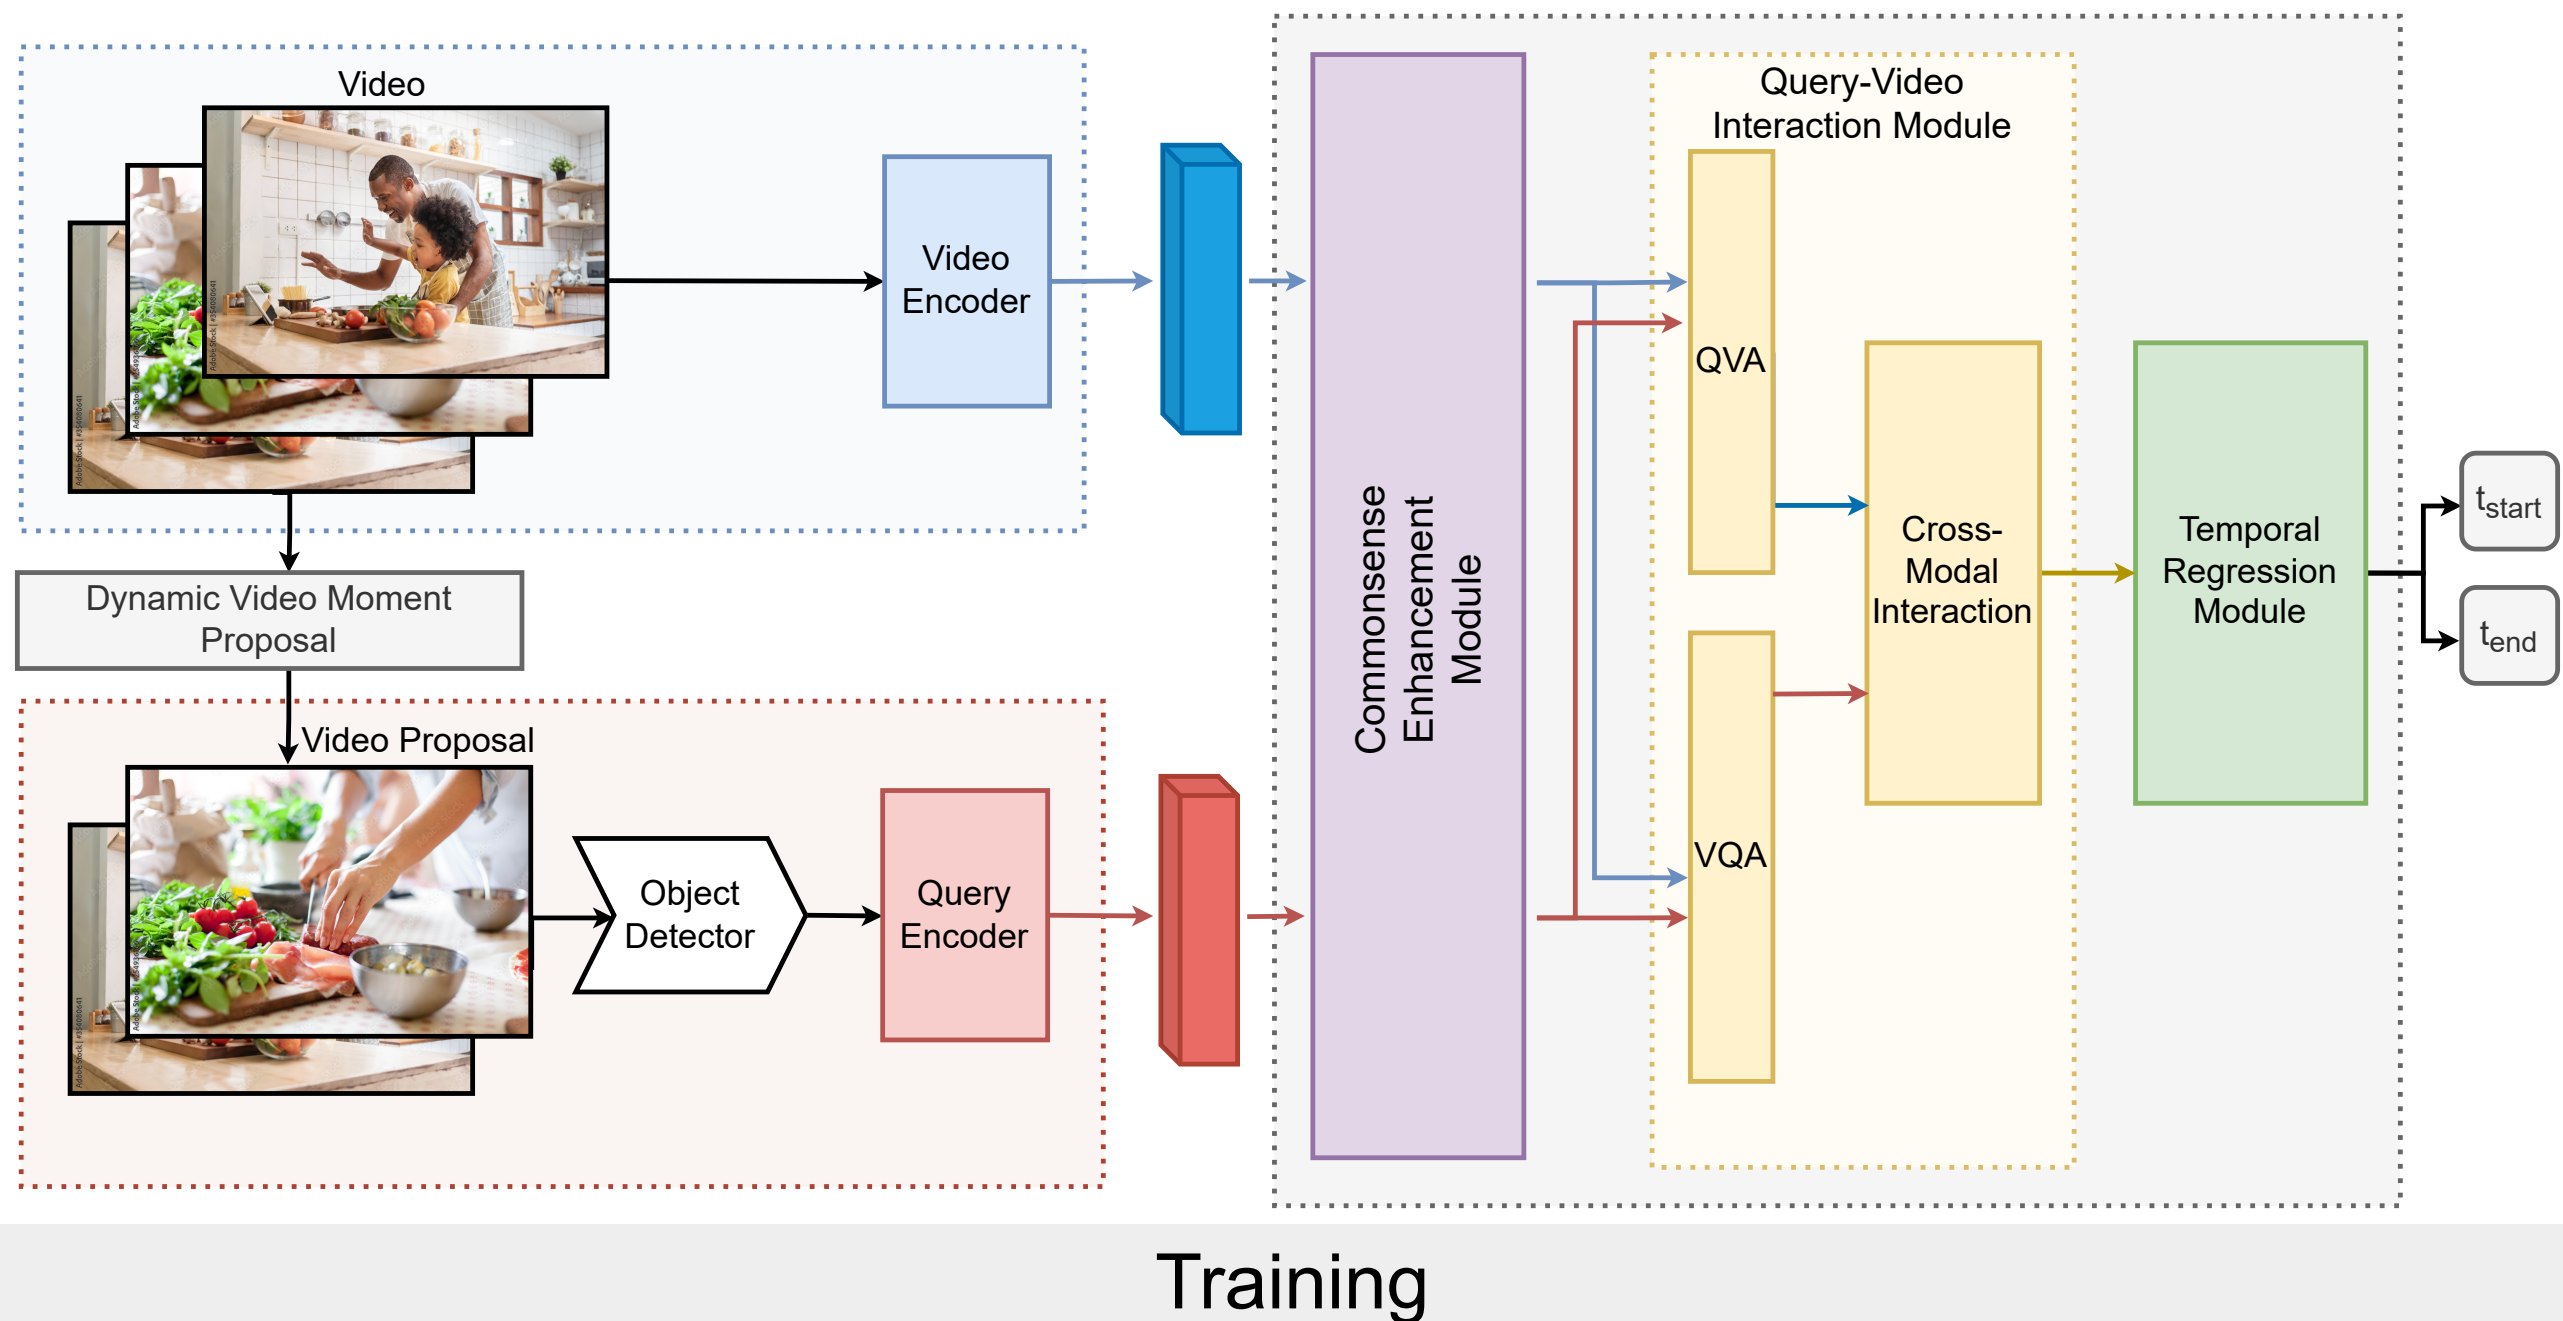 Video
Video
Encoder
Dynamic Video Moment
Proposal
Video Proposal
Object
Detector
Query
Encoder
Commonsense
Enhancement
Module
Query-Video
Interaction Module
QVA
VQA
Cross-
Modal
Interaction
Temporal
Regression
Module
tstart
tend
Training